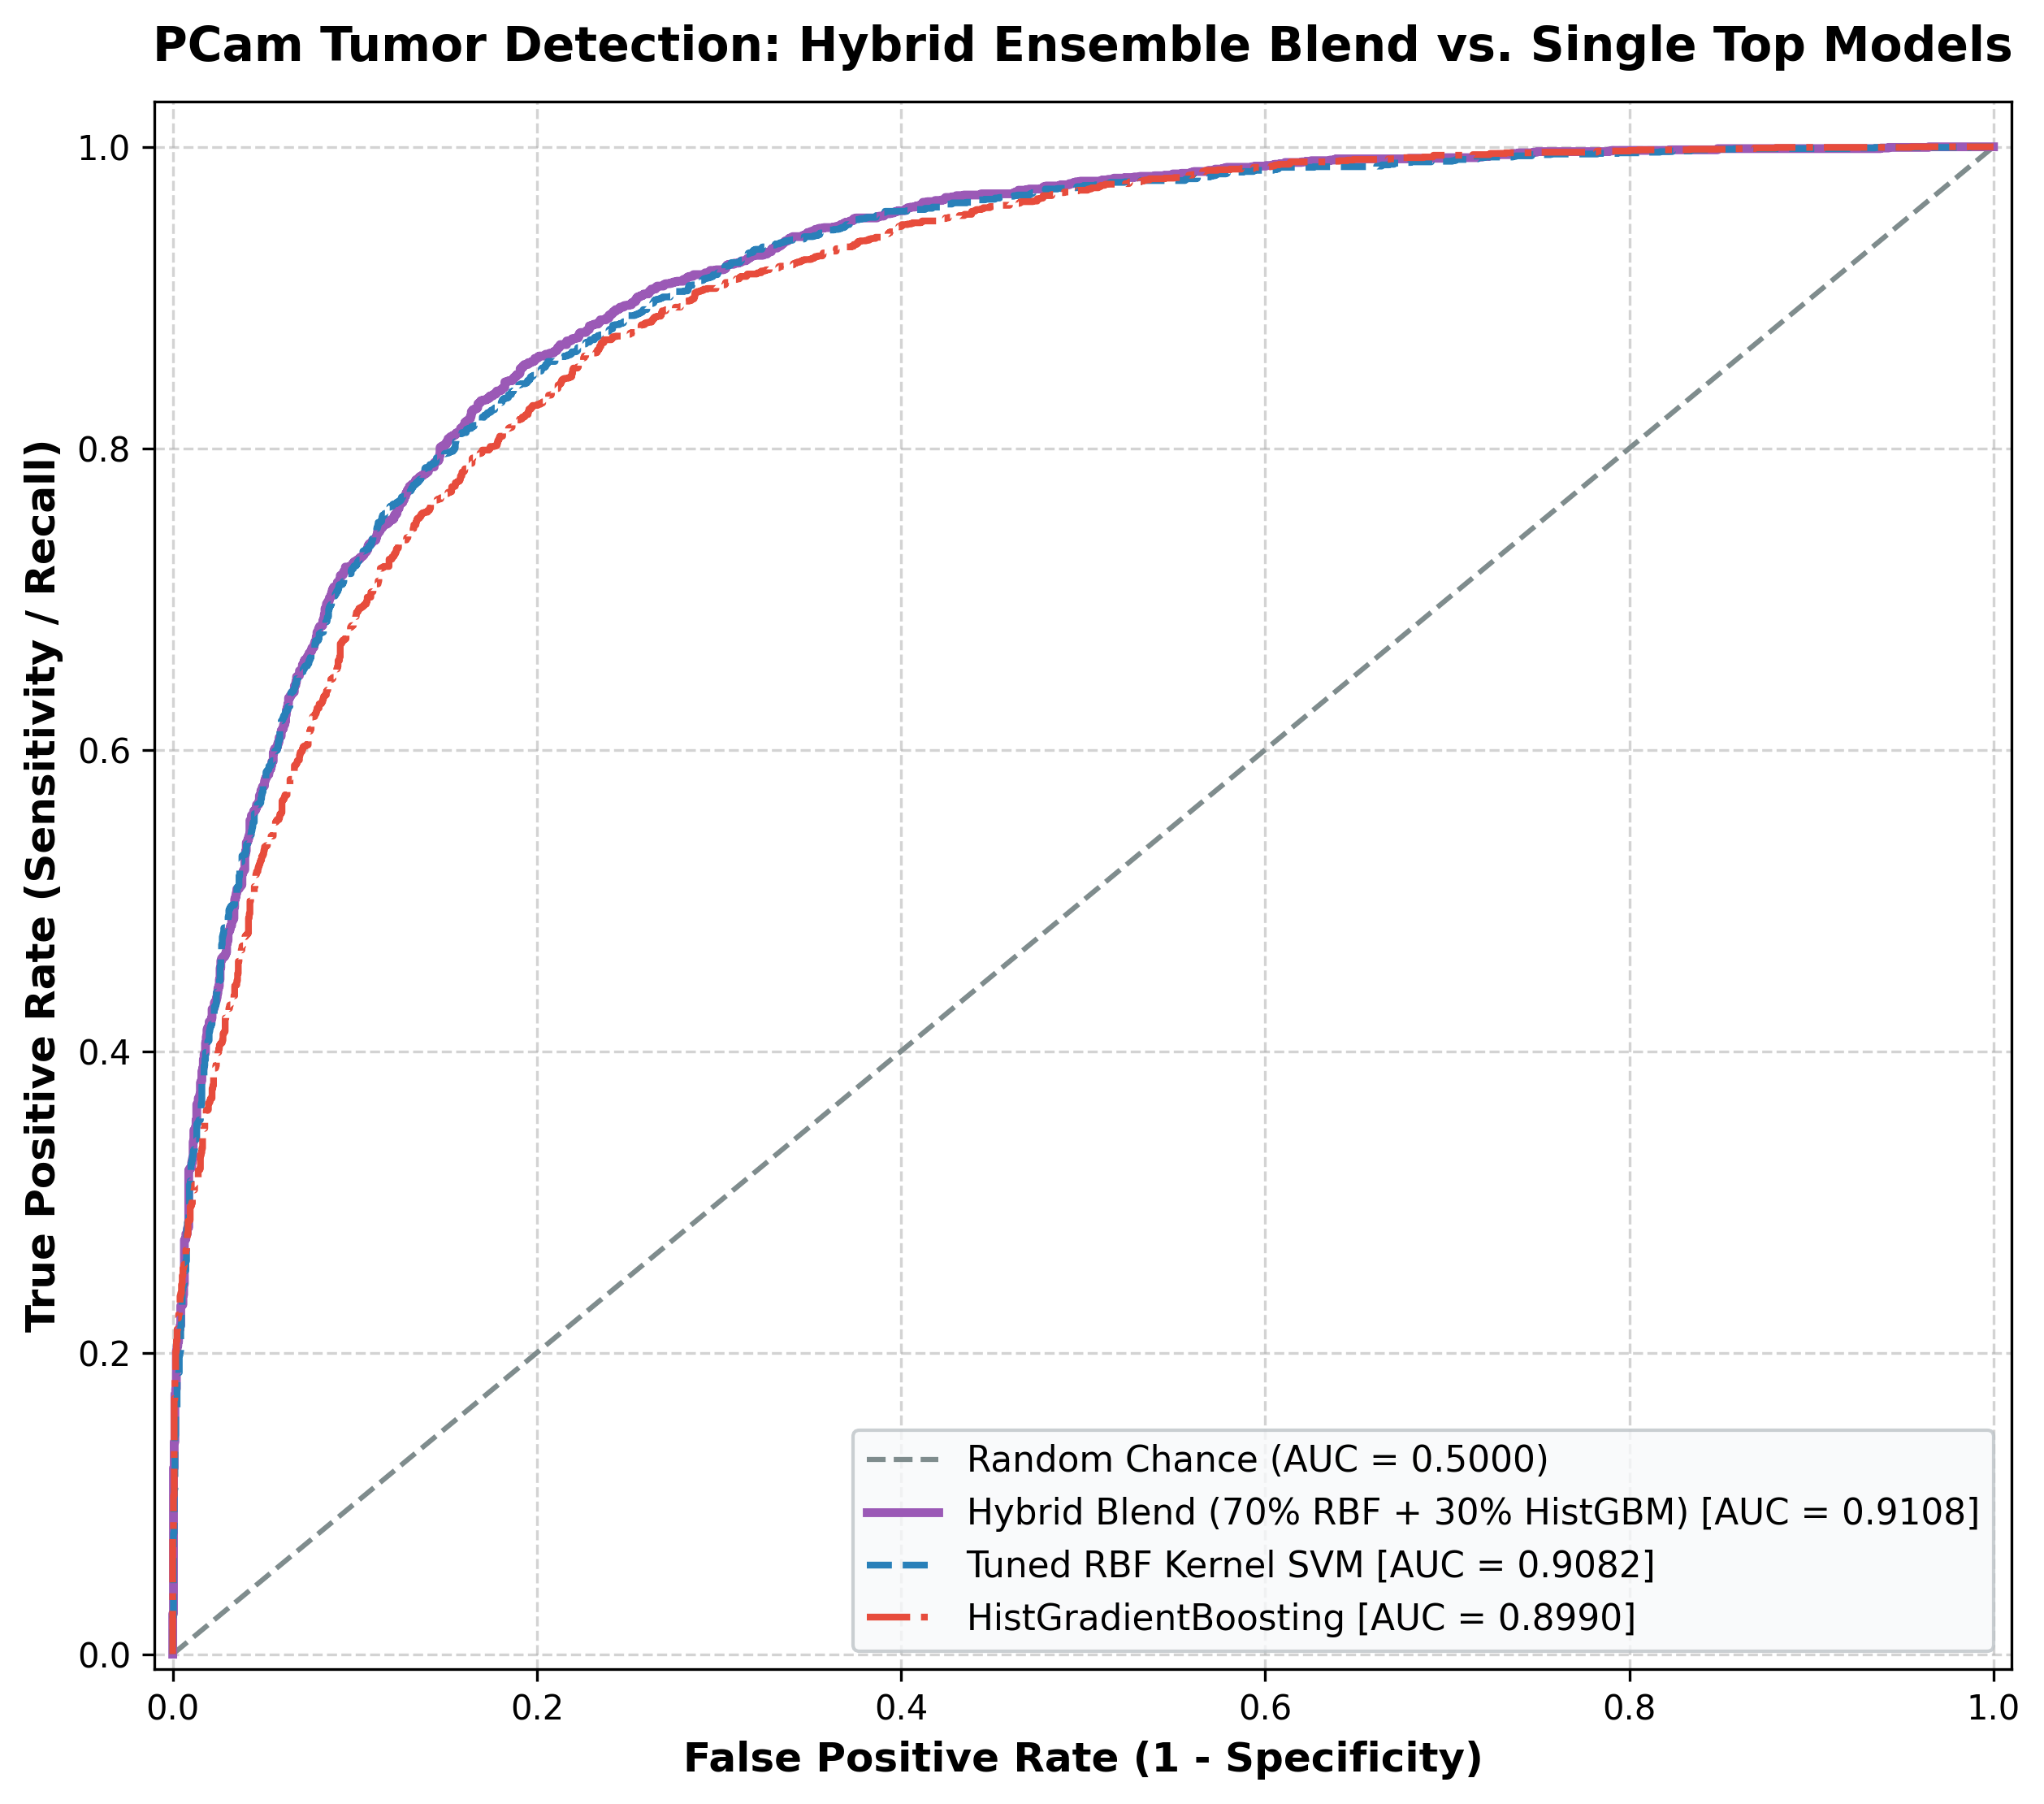 PCam Tumor Detection: Hybrid Ensemble Blend vs. Single Top Models
True Positive Rate (Sensitivity / Recall)
1.0
0.8
0.6
0.4
0.2
0.0
Random Chance (AUC = 0.5000)
Hybrid Blend (70% RBF + 30% HistGBM) [AUC = 0.9108]
Tuned RBF Kernel SVM [AUC = 0.9082]
HistGradientBoosting [AUC = 0.8990]
0.0 0.2 0.4 0.6 0.8 1.0
False Positive Rate (1 - Specificity)